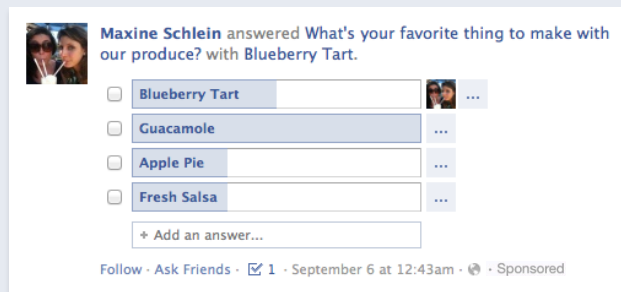 Maxine Schlein answered What's your favorite thing to make with
our produce? with Blueberry Tart.
Blueberry Tart ...
Guacamole ...
Apple Pie ...
Fresh Salsa ...
+ Add an answer...
Follow · Ask Friends · 1 · September 6 at 12:43am · · Sponsored